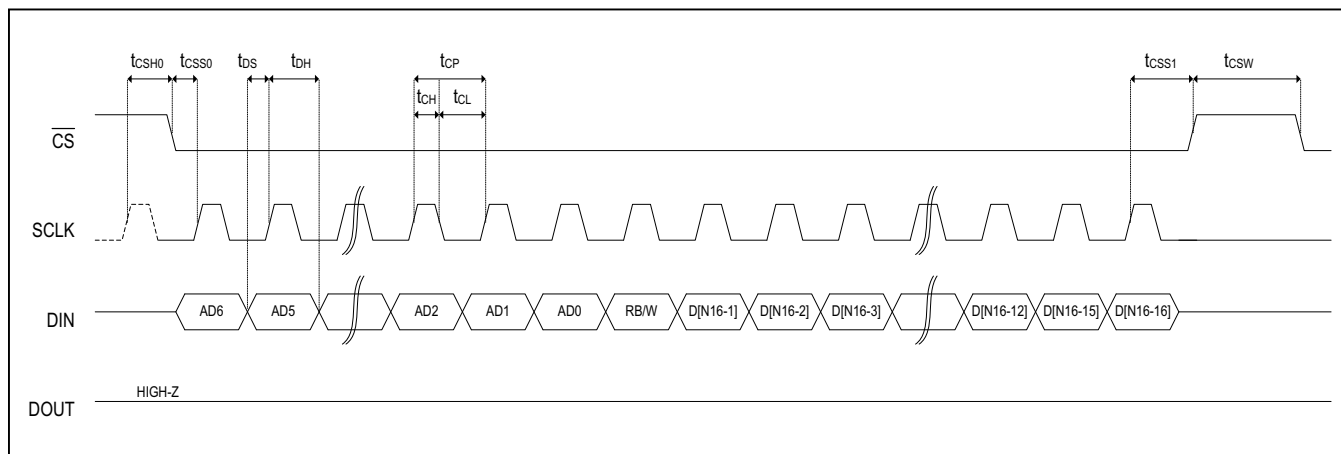 tCSH0 tCSS0 tDS tDH tCP tCSS1 tCSW
tCH tCL
CS
SCLK
DIN AD6 AD5 AD2 AD1 AD0 RB/W D[N16-1] D[N16-2] D[N16-3] D[N16-12] D[N16-15] D[N16-16]
HIGH-Z
DOUT